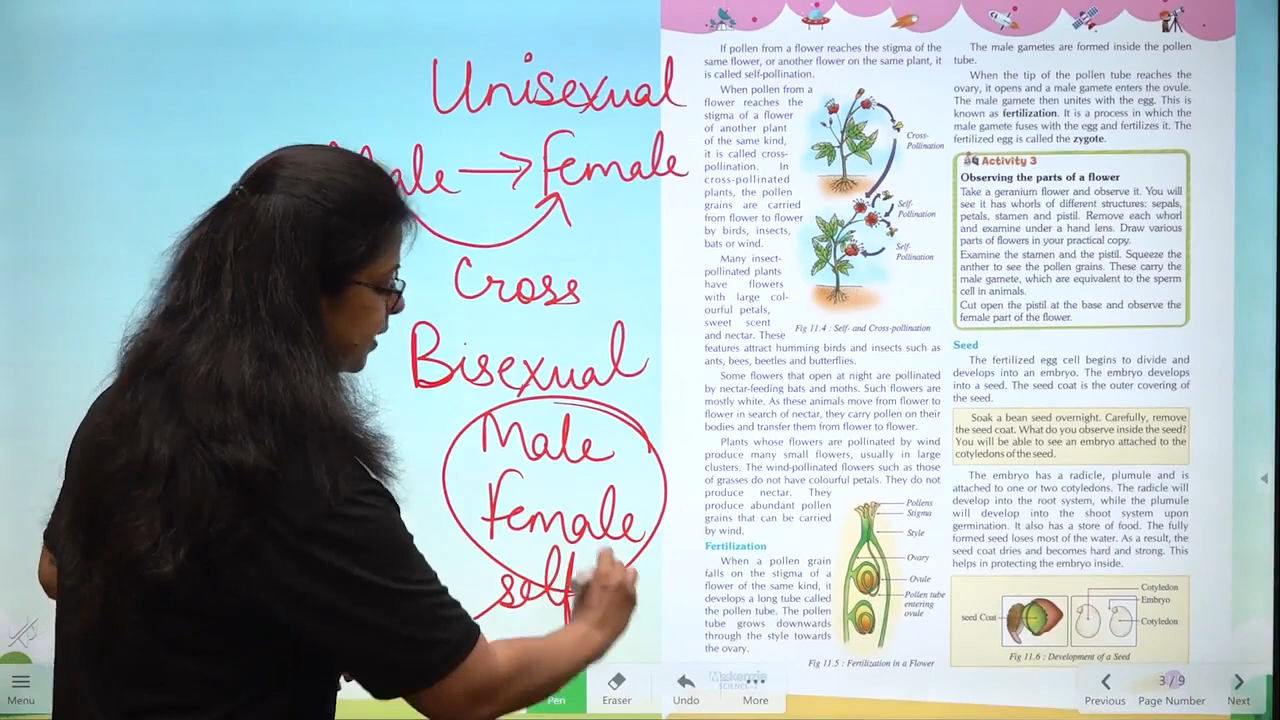 Unisexual
ale → Female
Cross
Bisexual
Male
Female
self
If pollen from a flower reaches the stigma of the
same flower, or another flower on the same plant, it
is called self-pollination.
When pollen from a
flower reaches the
stigma of a flower
of another plant
of the same kind,
it is called cross-
pollination. In
cross-pollinated
plants, the pollen
grains are carried
from flower to flower
by birds, insects,
bats or wind.
Many insect-
pollinated plants
have flowers
with large col-
ourful petals,
sweet scent
and nectar. These
features attract humming birds and insects such as
ants, bees, beetles and butterflies.
Cross-
Pollination
Self-
Pollination
Self-
Pollination
Fig 11.4 : Self- and Cross-pollination
Some flowers that open at night are pollinated
by nectar-feeding bats and moths. Such flowers are
mostly white. As these animals move from flower to
flower in search of nectar, they carry pollen on their
bodies and transfer them from flower to flower.
Plants whose flowers are pollinated by wind
produce many small flowers, usually in large
clusters. The wind-pollinated flowers such as those
of grasses do not have colourful petals. They do not
produce nectar. They
produce abundant pollen
grains that can be carried
by wind.
Fertilization
When a pollen grain
falls on the stigma of a
flower of the same kind, it
develops a long tube called
the pollen tube. The pollen
tube grows downwards
through the style towards
the ovary.
Pollens
Stigma
Style
Ovary
Ovule
Pollen tube
entering
ovule
Fig 11.5 : Fertilization in a Flower
The male gametes are formed inside the pollen
tube.
When the tip of the pollen tube reaches the
ovary, it opens and a male gamete enters the ovule.
The male gamete then unites with the egg. This is
known as fertilization. It is a process in which the
male gamete fuses with the egg and fertilizes it. The
fertilized egg is called the zygote.
Activity 3
Observing the parts of a flower
Take a geranium flower and observe it. You will
see it has whorls of different structures: sepals,
petals, stamen and pistil. Remove each whorl
and examine under a hand lens. Draw various
parts of flowers in your practical copy.
Examine the stamen and the pistil. Squeeze the
anther to see the pollen grains. These carry the
male gamete, which are equivalent to the sperm
cell in animals.
Cut open the pistil at the base and observe the
female part of the flower.
Seed
The fertilized egg cell begins to divide and
develops into an embryo. The embryo develops
into a seed. The seed coat is the outer covering of
the seed.
Soak a bean seed overnight. Carefully, remove
the seed coat. What do you observe inside the seed?
You will be able to see an embryo attached to the
cotyledons of the seed.
The embryo has a radicle, plumule and is
attached to one or two cotyledons. The radicle will
develop into the root system, while the plumule
will develop into the shoot system upon
germination. It also has a store of food. The fully
formed seed loses most of the water. As a result, the
seed coat dries and becomes hard and strong. This
helps in protecting the embryo inside.
seed Coat
Cotyledon
Embryo
Cotyledon
Fig 11.6 : Development of a Seed
Menu
Pen
Eraser
Undo
More
Previous
3/9
Page Number
Next